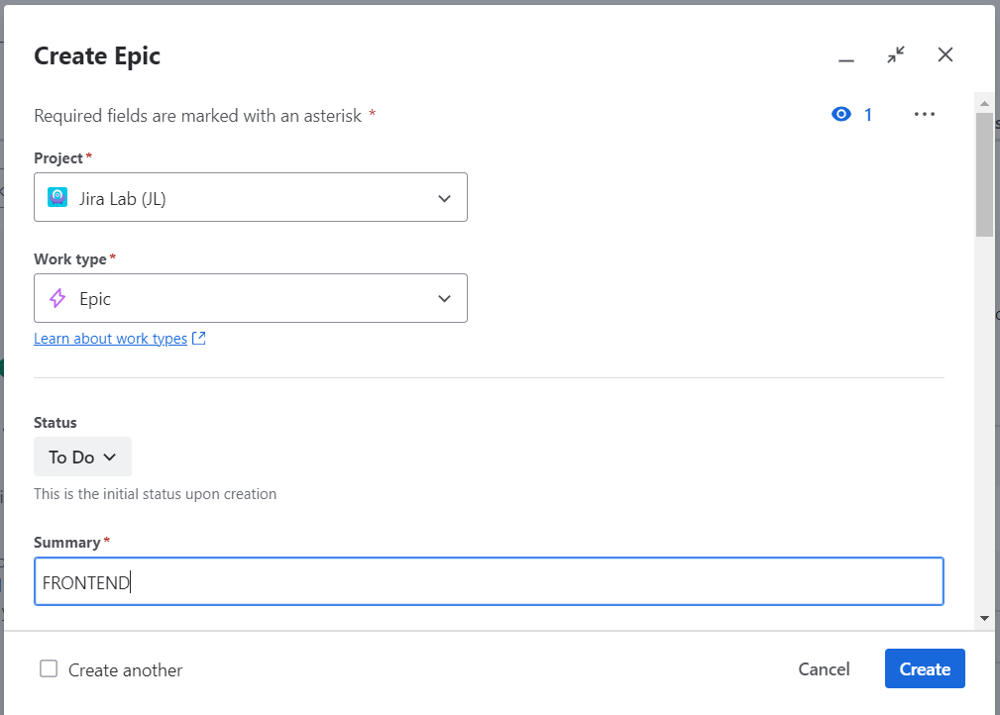 Create Epic
Required fields are marked with an asterisk *
1
Project *
Jira Lab (JL)
Work type *
Epic
Learn about work types
Status
To Do
This is the initial status upon creation
Summary *
FRONTEND
Create another
Cancel
Create